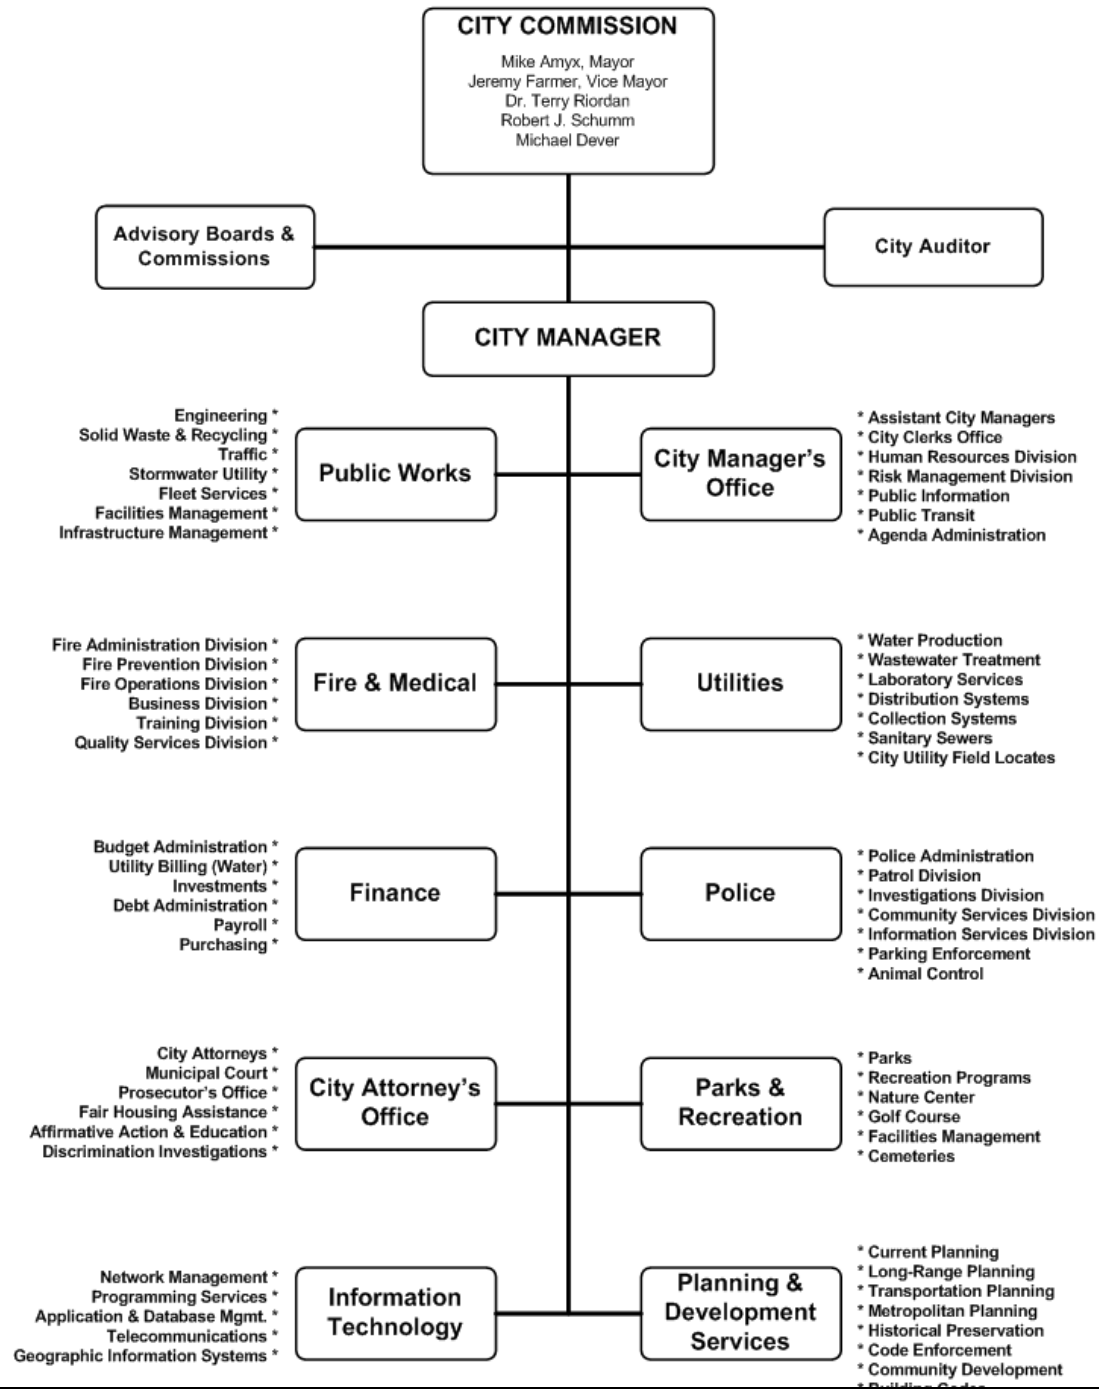 CITY COMMISSION
Mike Amyx, Mayor
Jeremy Farmer, Vice Mayor
Dr. Terry Riordan
Robert J. Schumm
Michael Dever
Advisory Boards &
Commissions
City Auditor
CITY MANAGER
Engineering *
Solid Waste & Recycling *
Traffic *
Stormwater Utility *
Fleet Services *
Facilities Management *
Infrastructure Management *
Public Works
City Manager's
Office
* Assistant City Managers
* City Clerks Office
* Human Resources Division
* Risk Management Division
* Public Information
* Public Transit
* Agenda Administration
Fire Administration Division *
Fire Prevention Division *
Fire Operations Division *
Business Division *
Training Division *
Quality Services Division *
Fire & Medical
Utilities
* Water Production
* Wastewater Treatment
* Laboratory Services
* Distribution Systems
* Collection Systems
* Sanitary Sewers
* City Utility Field Locates
Budget Administration *
Utility Billing (Water) *
Investments *
Debt Administration *
Payroll *
Purchasing *
Finance
Police
* Police Administration
* Patrol Division
* Investigations Division
* Community Services Division
* Information Services Division
* Parking Enforcement
* Animal Control
City Attorneys *
Municipal Court *
Prosecutor's Office *
Fair Housing Assistance *
Affirmative Action & Education *
Discrimination Investigations *
City Attorney's
Office
Parks &
Recreation
* Parks
* Recreation Programs
* Nature Center
* Golf Course
* Facilities Management
* Cemeteries
Network Management *
Programming Services *
Application & Database Mgmt. *
Telecommunications *
Geographic Information Systems *
Information
Technology
Planning &
Development
Services
* Current Planning
* Long-Range Planning
* Transportation Planning
* Metropolitan Planning
* Historical Preservation
* Code Enforcement
* Community Development